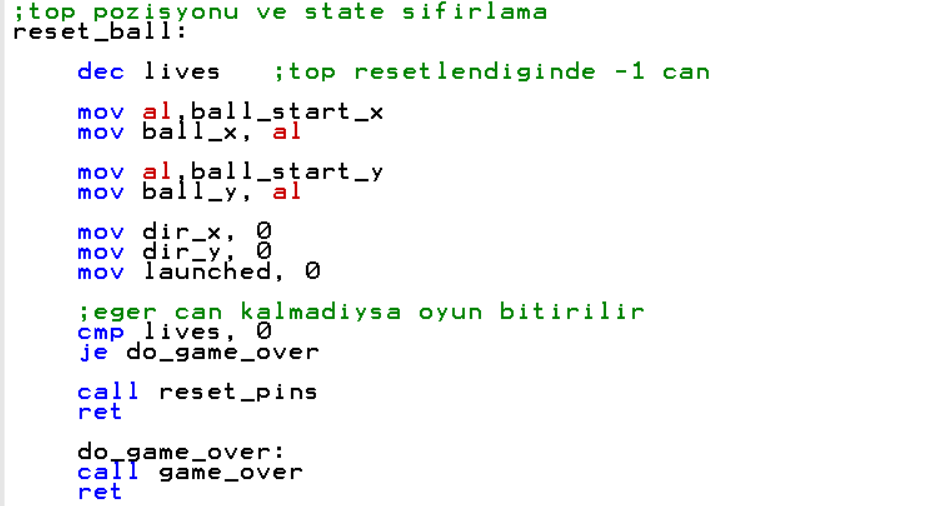 ;top pozisyonu ve state sifirlama
reset_ball:
dec lives ;top resetlendiginde -1 can
mov al,ball_start_x
mov ball_x, al
mov al,ball_start_y
mov ball_y, al
mov dir_x, 0
mov dir_y, 0
mov launched, 0
;eger can kalmadiysa oyun bitirilir
cmp lives, 0
je do_game_over
call reset_pins
ret
do_game_over:
call game_over
ret